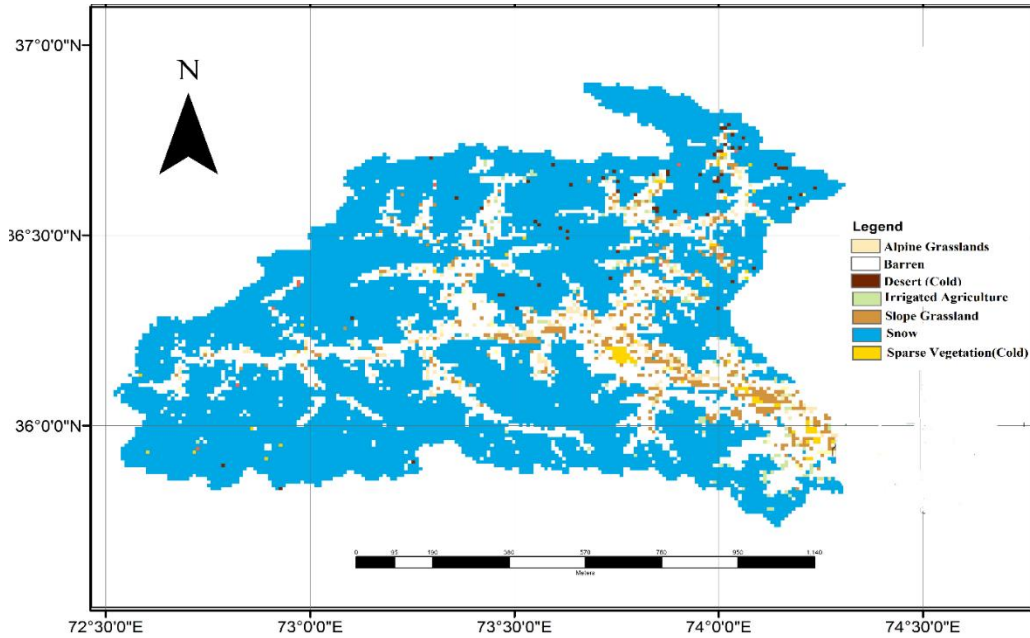 37°0'0"N
N
36°30'0"N
Legend
Alpine Grasslands
Barren
Desert (Cold)
Irrigated Agriculture
Slope Grassland
Snow
Sparse Vegetation(Cold)
36°0'0"N
0 95 190 380 570 760 950 1,140
Meters
72°30'0"E 73°0'0"E 73°30'0"E 74°0'0"E 74°30'0"E